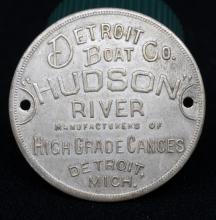 DETROIT
BOAT CO.
"HUDSON"
RIVER
MANUFACTURERS OF
HIGH GRADE CANOES
DETROIT,
MICH.